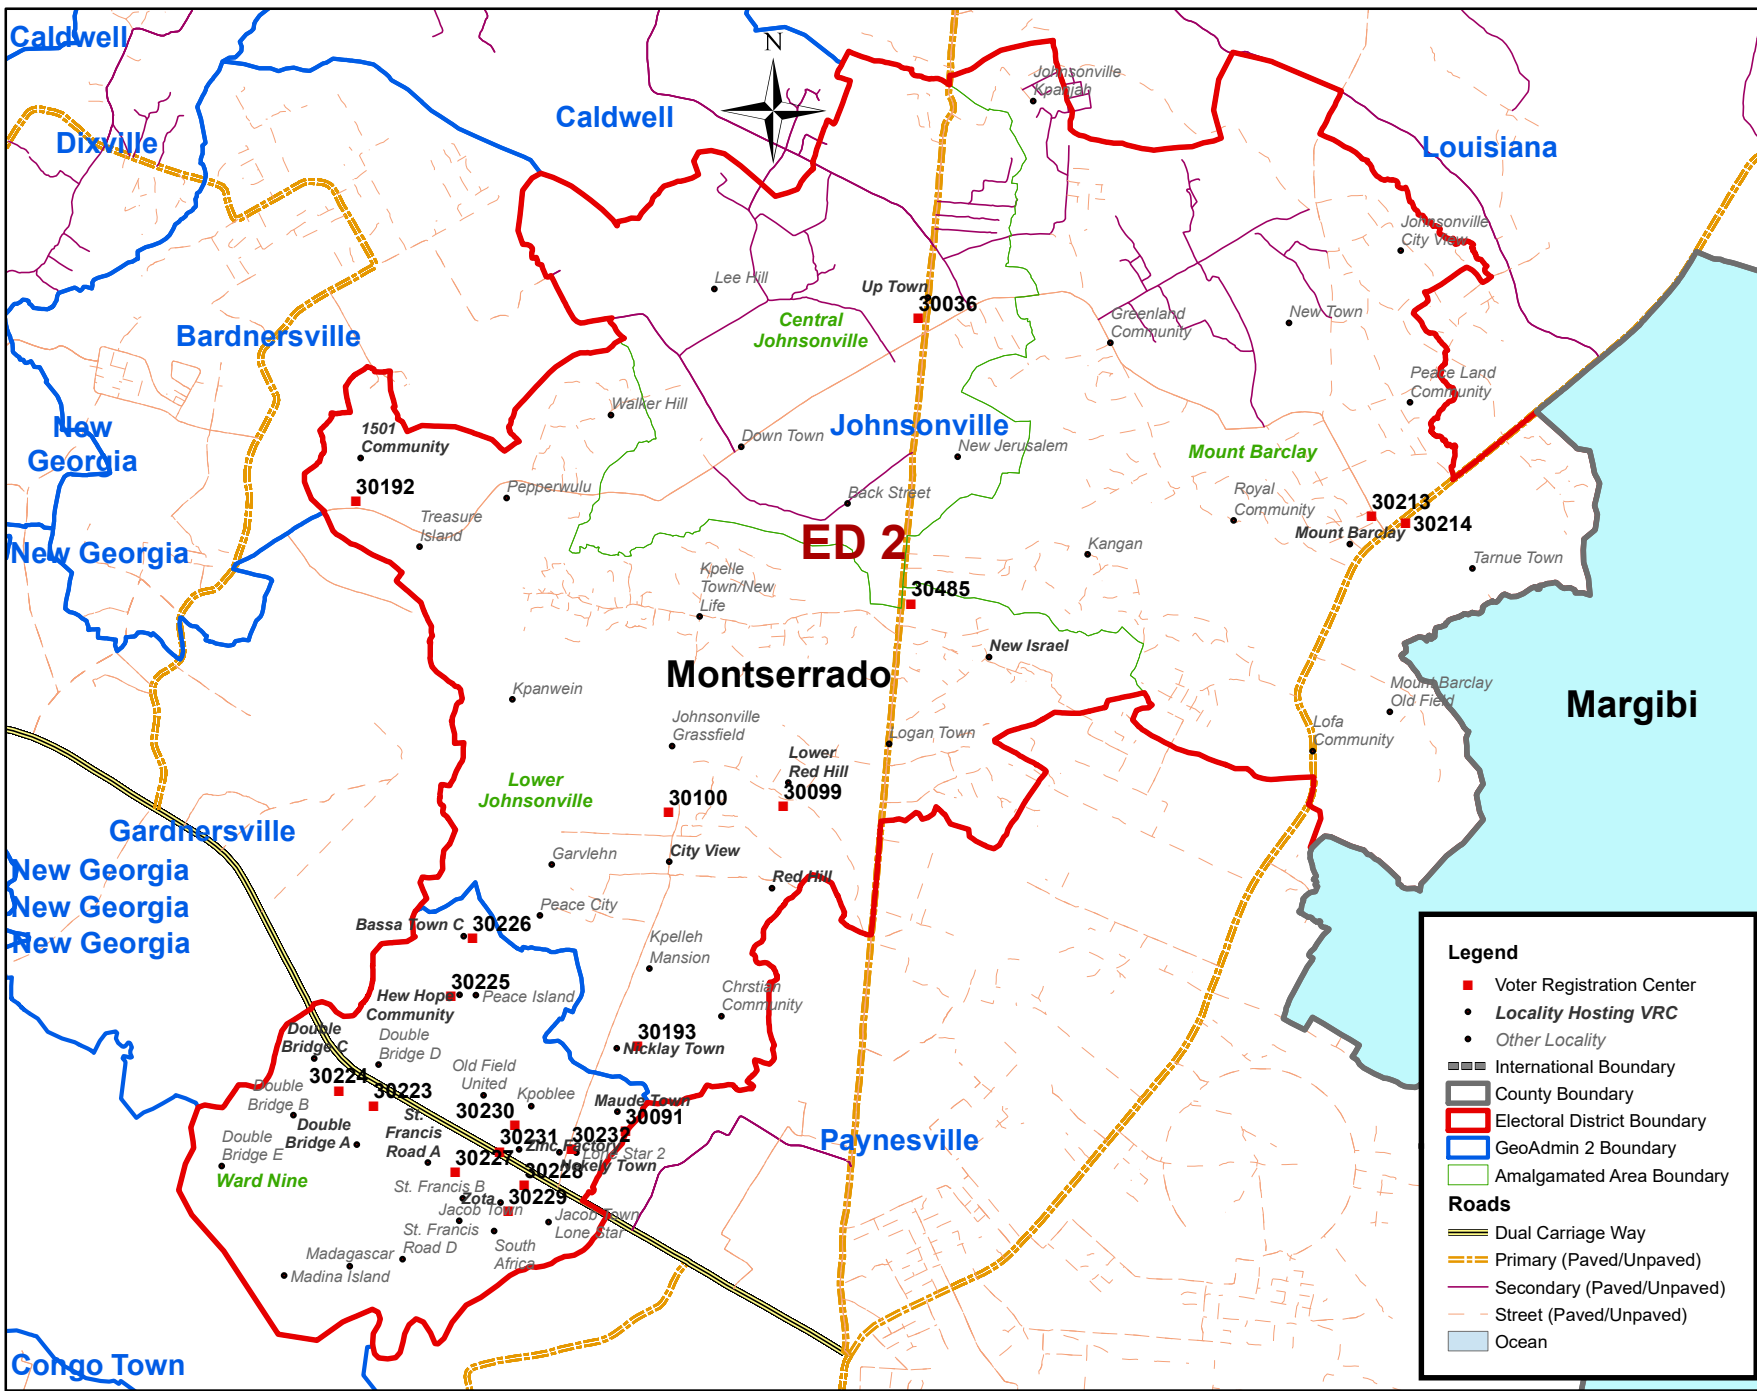 Caldwell
N
Johnsonville
Kpanjah
Caldwell
Dixville
Louisiana
Johnsonville
City View
Lee Hill
Up Town
30036
Central
Johnsonville
Greenland
Community
New Town
Bardnersville
Peace Land
Community
Walker Hill
1501
Community
New
Georgia
Down Town
Johnsonville
New Jerusalem
Mount Barclay
30192
Pepperwulu
Back Street
Royal
Community
30213
30214
Treasure
Island
Mount Barclay
ED 2
New Georgia
Kangan
Tarnue Town
Kpelle
Town/New
Life
30485
New Israel
Montserrado
Kpanwein
Mount Barclay
Old Field
Margibi
Johnsonville
Grassfield
Logan Town
Lofa
Community
Lower
Red Hill
Lower
Johnsonville
30100
30099
Gardnersville
Garvlehn
City View
New Georgia
Red Hill
New Georgia
Peace City
Bassa Town C
30226
New Georgia
Kpelleh
Mansion
30225
Hew Hope
Community
Peace Island
Chrstian
Community
Double
Bridge C
Double
Bridge D
30193
Nicklay Town
Old Field
United
30224
30223
Double
Bridge B
Kpoblee
Maude Town
30091
St.
Francis
Road A
Double
Bridge A
30230
Double
Bridge E
30231
30232
Zinc Factory
Lone Star 2
Nokely Town
Paynesville
30227
30228
Ward Nine
St. Francis B
Zota
30229
Jacob Town
Jacob Town
Lone Star
St. Francis
Road D
South
Africa
Madagascar
Madina Island
Congo Town
Legend
Voter Registration Center
Locality Hosting VRC
Other Locality
International Boundary
County Boundary
Electoral District Boundary
GeoAdmin 2 Boundary
Amalgamated Area Boundary
Roads
Dual Carriage Way
Primary (Paved/Unpaved)
Secondary (Paved/Unpaved)
Street (Paved/Unpaved)
Ocean